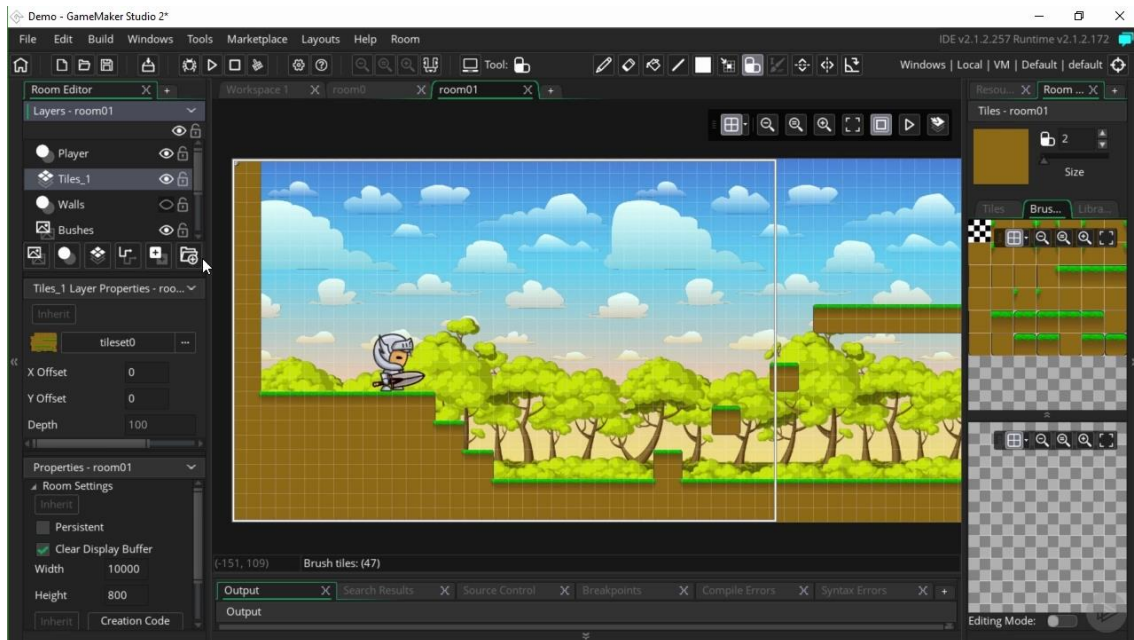 Demo - GameMaker Studio 2*
File Edit Build Windows Tools Marketplace Layouts Help Room
IDE v2.1.2.257 Runtime v2.1.2.172
Tool:
Windows | Local | VM | Default | default
Room Editor X +
Workspace 1 X room0 X room01 X +
Resou... X Room ... X +
Layers - room01
Tiles - room01
Player
2
Tiles_1
Size
Walls
Tiles Brus... Libra...
Bushes
Tiles_1 Layer Properties - roo...
Inherit
tileset0 ...
X Offset 0
Y Offset 0
Depth 100
Properties - room01
Room Settings
Inherit
Persistent
Clear Display Buffer
Width 10000
Height 800
Inherit Creation Code
(-151, 109) Brush tiles: (47)
Output X Search Results X Source Control X Breakpoints X Compile Errors X Syntax Errors X +
Output
Editing Mode: